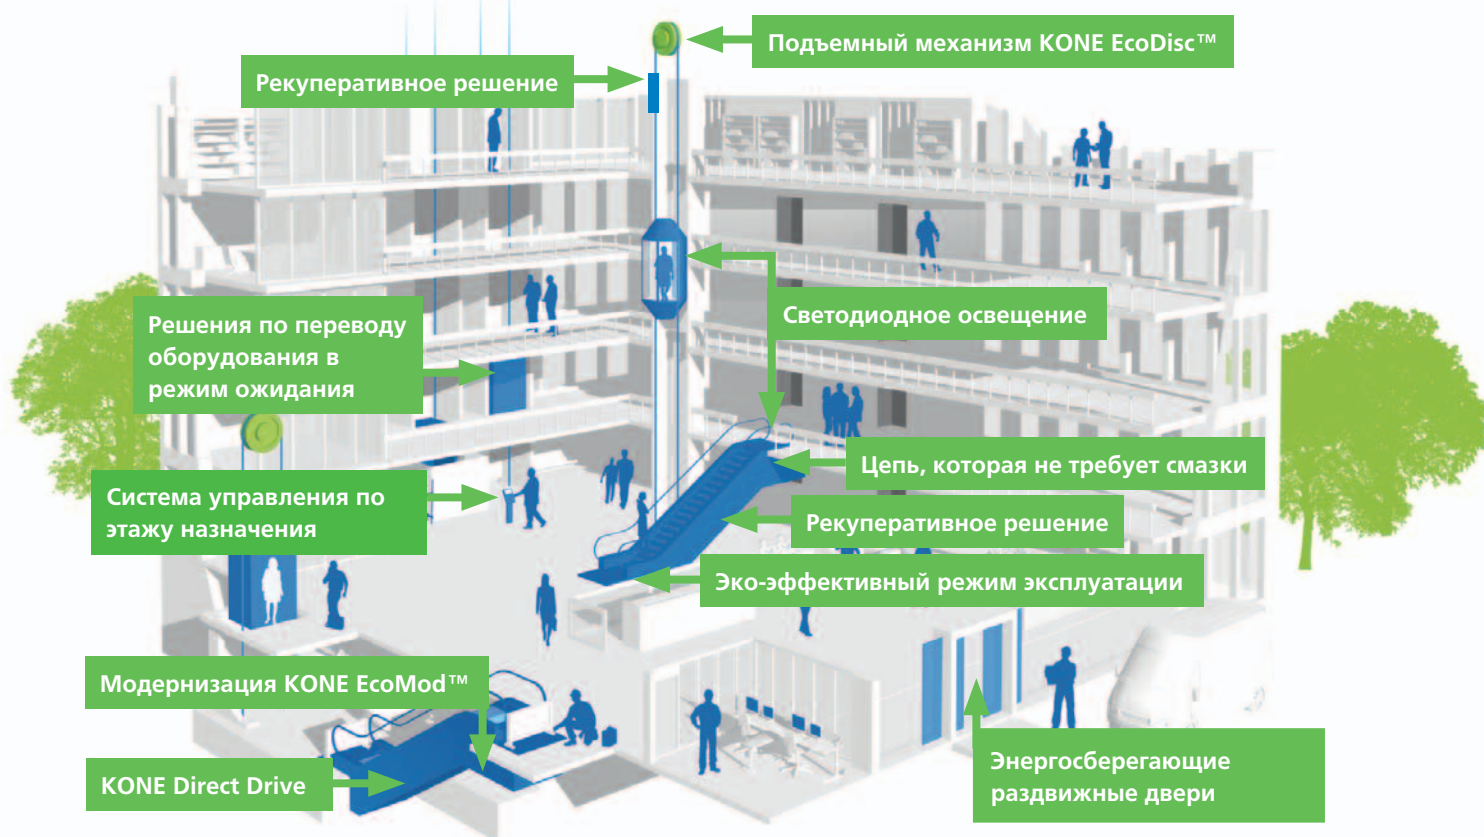 Подъемный механизм KONE EcoDisc™
Рекуперативное решение
Светодиодное освещение
Решения по переводу
оборудования в
режим ожидания
Цепь, которая не требует смазки
Система управления по
этажу назначения
Рекуперативное решение
Эко-эффективный режим эксплуатации
Модернизация KONE EcoMod™
KONE Direct Drive
Энергосберегающие
раздвижные двери